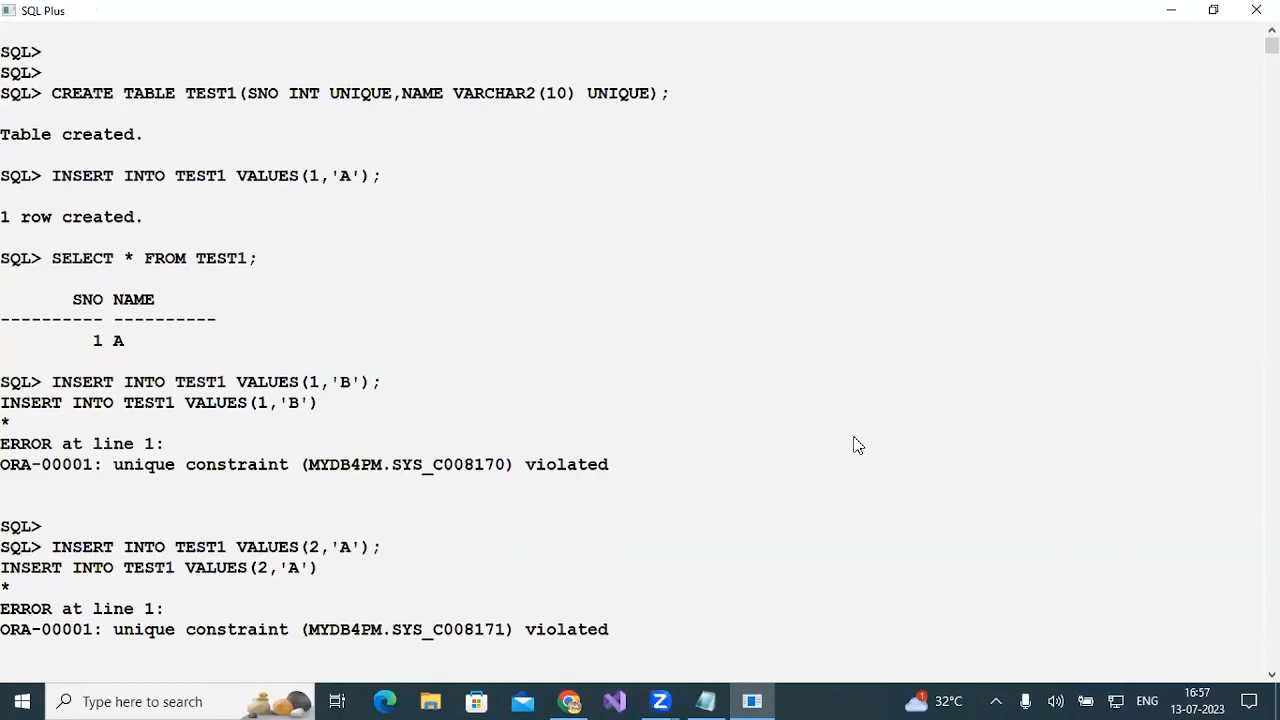 SQL Plus
SQL>
SQL>
SQL> CREATE TABLE TEST1(SNO INT UNIQUE,NAME VARCHAR2(10) UNIQUE);
Table created.
SQL> INSERT INTO TEST1 VALUES(1,'A');
1 row created.
SQL> SELECT * FROM TEST1;
SNO NAME
---------- ----------
1 A
SQL> INSERT INTO TEST1 VALUES(1,'B');
INSERT INTO TEST1 VALUES(1,'B')
*
ERROR at line 1:
ORA-00001: unique constraint (MYDB4PM.SYS_C008170) violated
SQL>
SQL> INSERT INTO TEST1 VALUES(2,'A');
INSERT INTO TEST1 VALUES(2,'A')
*
ERROR at line 1:
ORA-00001: unique constraint (MYDB4PM.SYS_C008171) violated
Type here to search
1
32°C
ENG
16:57
13-07-2023